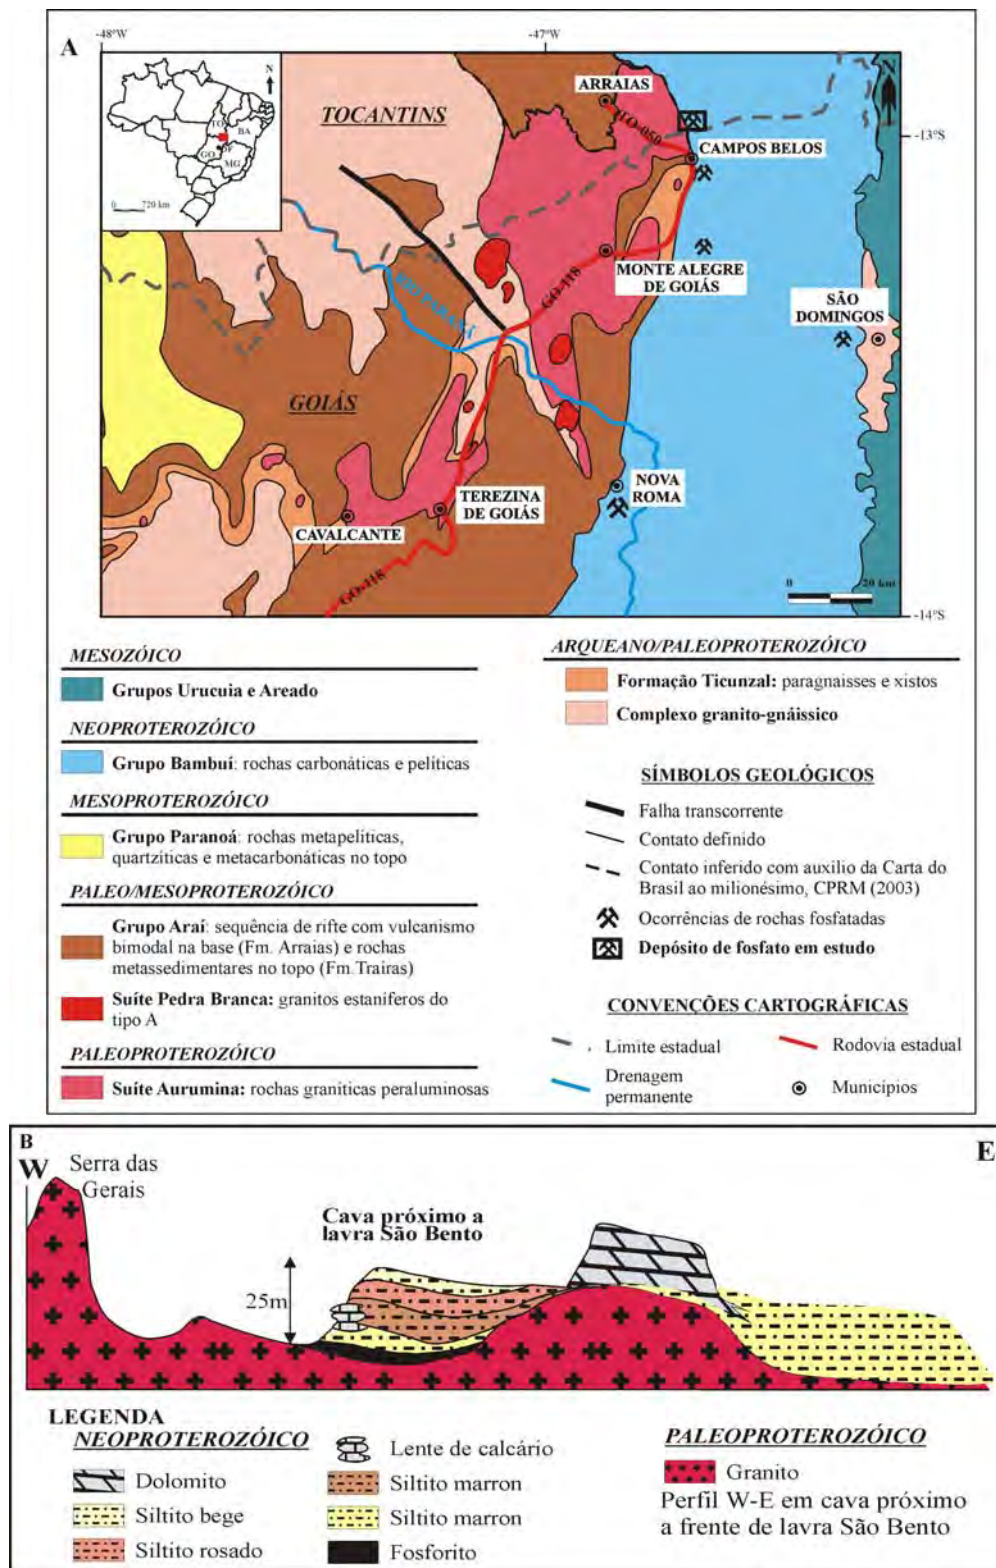 A
-48°W
-47°W
N
TO
BA
GO
DF
MG
0 720 km
TOCANTINS
ARRAIAS
TO-050
N
-13°S
CAMPOS BELOS
MONTE ALEGRE
DE GOIÁS
GO-118
RIO PARANÁ
SÃO
DOMINGOS
GOIÁS
NOVA
ROMA
TEREZINA
DE GOIÁS
CAVALCANTE
GO-118
0 20 km
-14°S
MESOZÓICO
Grupos Urucuia e Areado
NEOPROTEROZÓICO
Grupo Bambuí: rochas carbonáticas e pelíticas
MESOPROTEROZÓICO
Grupo Paranoá: rochas metapelíticas,
quartzíticas e metacarbonáticas no topo
PALEO/MESOPROTEROZÓICO
Grupo Araí: sequência de rifte com vulcanismo
bimodal na base (Fm. Arraias) e rochas
metassedimentares no topo (Fm.Traíras)
Suíte Pedra Branca: granitos estaníferos do
tipo A
PALEOPROTEROZÓICO
Suíte Aurumina: rochas graníticas peraluminosas
ARQUEANO/PALEOPROTEROZÓICO
Formação Ticunzal: paragnaisses e xistos
Complexo granito-gnáissico
SÍMBOLOS GEOLÓGICOS
Falha transcorrente
Contato definido
Contato inferido com auxilio da Carta do
Brasil ao milionésimo, CPRM (2003)
Ocorrências de rochas fosfatadas
Depósito de fosfato em estudo
CONVENÇÕES CARTOGRÁFICAS
Limite estadual
Rodovia estadual
Drenagem
permanente
Municípios
B
W
E
Serra das
Gerais
Cava próximo a
lavra São Bento
25m
LEGENDA
NEOPROTEROZÓICO
Dolomito
Siltito bege
Siltito rosado
Lente de calcário
Siltito marron
Siltito marron
Fosforito
PALEOPROTEROZÓICO
Granito
Perfil W-E em cava próximo
a frente de lavra São Bento